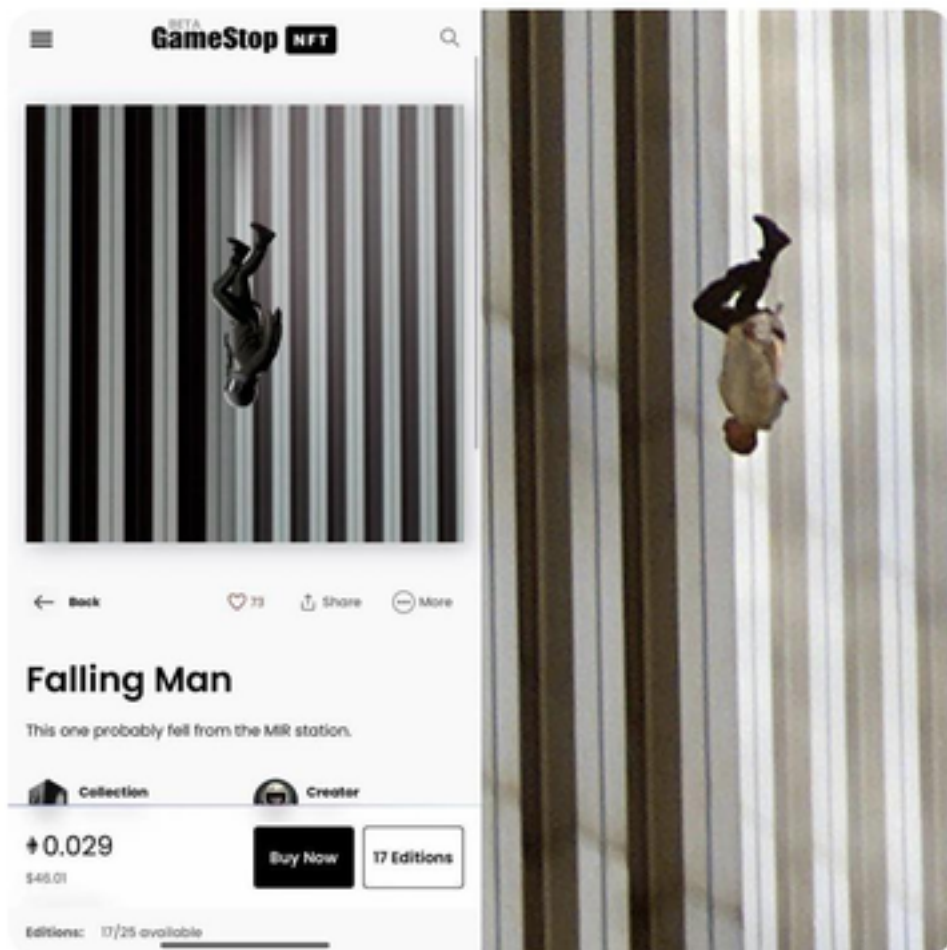 BETA
GameStop NFT
Back
73
Share
More
Falling Man
This one probably fell from the MIR station.
Collection
Creator
0.029
$46.01
Buy Now
17 Editions
Editions: 17/25 available